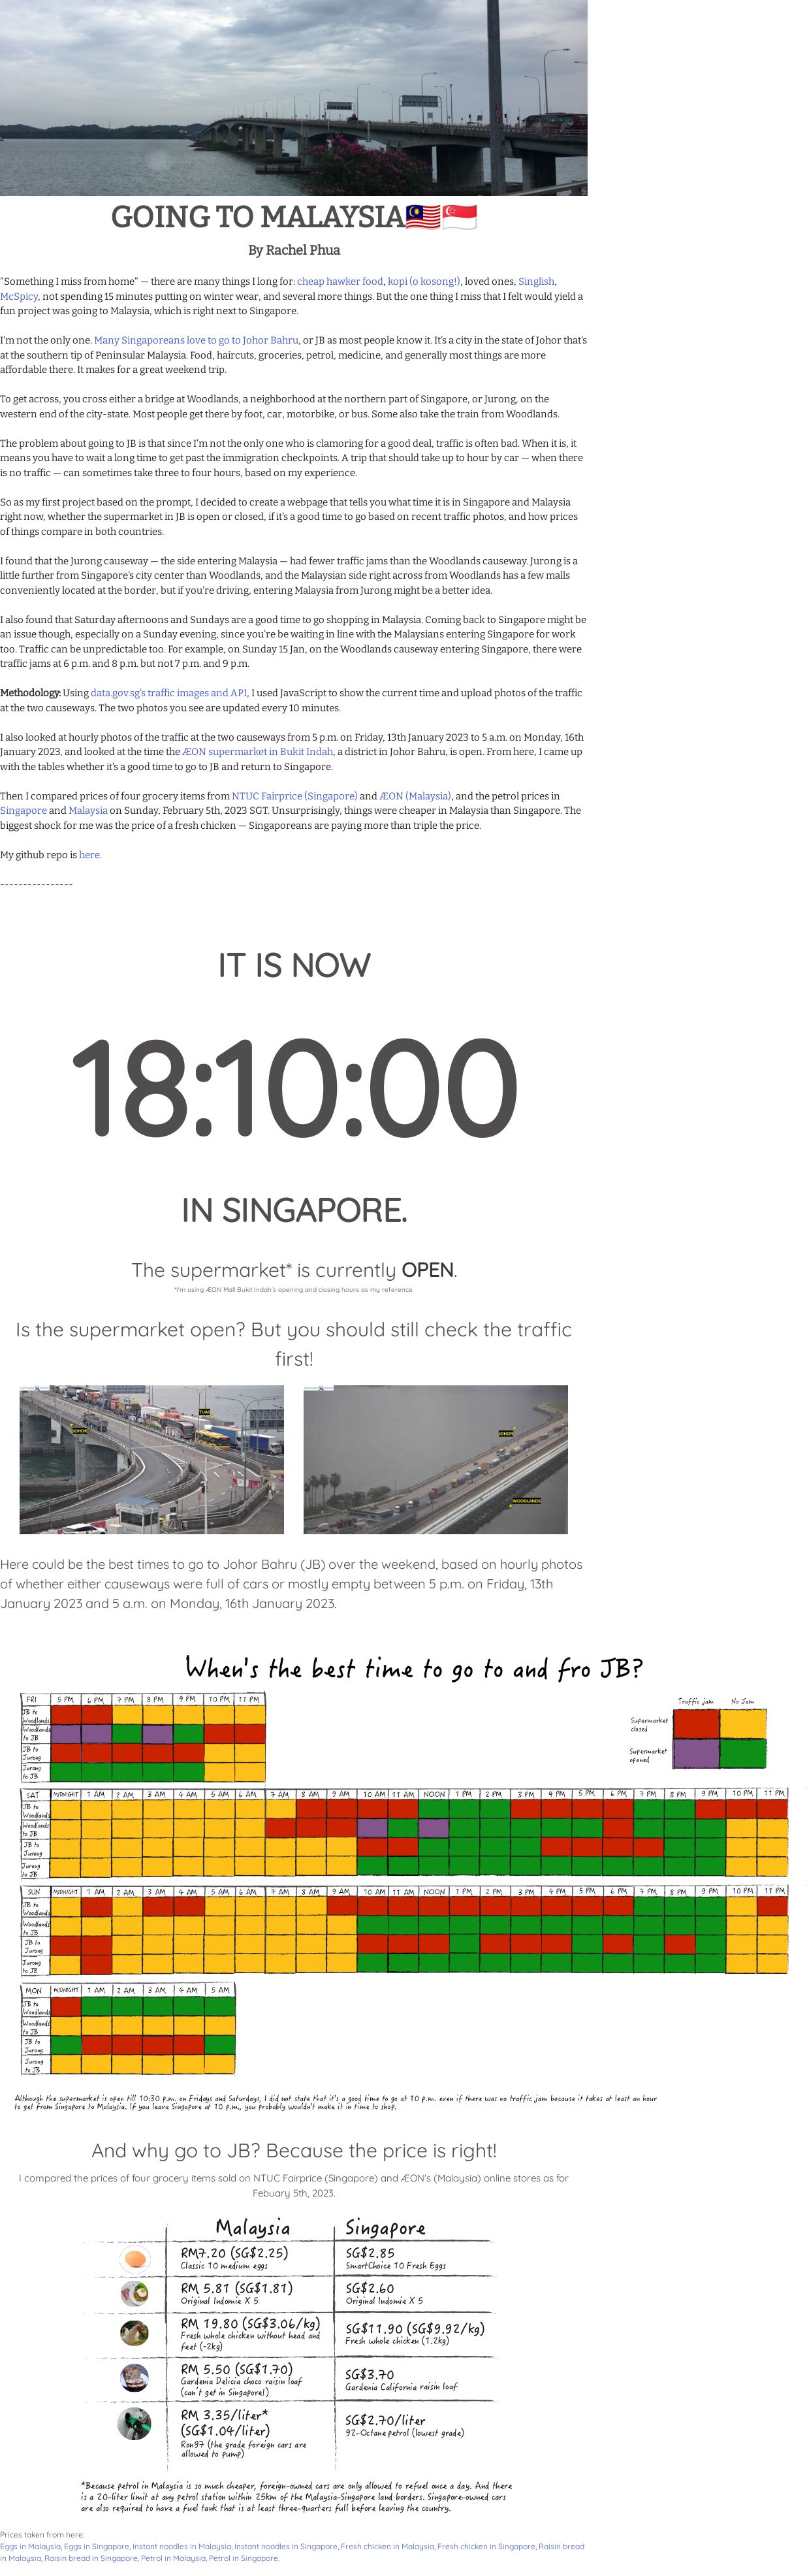 GOING TO MALAYSIA🇲🇾🇸🇬
By Rachel Phua
"Something I miss from home" — there are many things I long for: cheap hawker food, kopi (o kosong!), loved ones, Singlish,
McSpicy, not spending 15 minutes putting on winter wear, and several more things. But the one thing I miss that I felt would yield a
fun project was going to Malaysia, which is right next to Singapore.
I'm not the only one. Many Singaporeans love to go to Johor Bahru, or JB as most people know it. It's a city in the state of Johor that's
at the southern tip of Peninsular Malaysia. Food, haircuts, groceries, petrol, medicine, and generally most things are more
affordable there. It makes for a great weekend trip.
To get across, you cross either a bridge at Woodlands, a neighborhood at the northern part of Singapore, or Jurong, on the
western end of the city-state. Most people get there by foot, car, motorbike, or bus. Some also take the train from Woodlands.
The problem about going to JB is that since I'm not the only one who is clamoring for a good deal, traffic is often bad. When it is, it
means you have to wait a long time to get past the immigration checkpoints. A trip that should take up to hour by car — when there
is no traffic — can sometimes take three to four hours, based on my experience.
So as my first project based on the prompt, I decided to create a webpage that tells you what time it is in Singapore and Malaysia
right now, whether the supermarket in JB is open or closed, if it's a good time to go based on recent traffic photos, and how prices
of things compare in both countries.
I found that the Jurong causeway — the side entering Malaysia — had fewer traffic jams than the Woodlands causeway. Jurong is a
little further from Singapore's city center than Woodlands, and the Malaysian side right across from Woodlands has a few malls
conveniently located at the border, but if you're driving, entering Malaysia from Jurong might be a better idea.
I also found that Saturday afternoons and Sundays are a good time to go shopping in Malaysia. Coming back to Singapore might be
an issue though, especially on a Sunday evening, since you're be waiting in line with the Malaysians entering Singapore for work
too. Traffic can be unpredictable too. For example, on Sunday 15 Jan, on the Woodlands causeway entering Singapore, there were
traffic jams at 6 p.m. and 8 p.m. but not 7 p.m. and 9 p.m.
Methodology: Using data.gov.sg's traffic images and API, I used JavaScript to show the current time and upload photos of the traffic
at the two causeways. The two photos you see are updated every 10 minutes.
I also looked at hourly photos of the traffic at the two causeways from 5 p.m. on Friday, 13th January 2023 to 5 a.m. on Monday, 16th
January 2023, and looked at the time the ÆON supermarket in Bukit Indah, a district in Johor Bahru, is open. From here, I came up
with the tables whether it's a good time to go to JB and return to Singapore.
Then I compared prices of four grocery items from NTUC Fairprice (Singapore) and ÆON (Malaysia), and the petrol prices in
Singapore and Malaysia on Sunday, February 5th, 2023 SGT. Unsurprisingly, things were cheaper in Malaysia than Singapore. The
biggest shock for me was the price of a fresh chicken — Singaporeans are paying more than triple the price.
My github repo is here.
----------------
IT IS NOW
18:10:00
IN SINGAPORE.
The supermarket* is currently OPEN.
*I'm using ÆON Mall Bukit Indah's opening and closing hours as my reference.
Is the supermarket open? But you should still check the traffic
first!
TUAS
JOHOR
JOHOR
WOODLANDS
Here could be the best times to go to Johor Bahru (JB) over the weekend, based on hourly photos
of whether either causeways were full of cars or mostly empty between 5 p.m. on Friday, 13th
January 2023 and 5 a.m. on Monday, 16th January 2023.
When's the best time to go to and fro JB?
Traffic jam No Jam
Supermarket
closed
Supermarket
opened
FRI 5 PM 6 PM 7 PM 8 PM 9 PM 10 PM 11 PM
JB to
Woodlands
Woodlands
to JB
JB to
Jurong
Jurong
to JB
SAT MIDNIGHT 1 AM 2 AM 3 AM 4 AM 5 AM 6 AM 7 AM 8 AM 9 AM 10 AM 11 AM NOON 1 PM 2 PM 3 PM 4 PM 5 PM 6 PM 7 PM 8 PM 9 PM 10 PM 11 PM
JB to
Woodlands
Woodlands
to JB
JB to
Jurong
Jurong
to JB
SUN MIDNIGHT 1 AM 2 AM 3 AM 4 AM 5 AM 6 AM 7 AM 8 AM 9 AM 10 AM 11 AM NOON 1 PM 2 PM 3 PM 4 PM 5 PM 6 PM 7 PM 8 PM 9 PM 10 PM 11 PM
JB to
Woodlands
Woodlands
to JB
JB to
Jurong
Jurong
to JB
MON MIDNIGHT 1 AM 2 AM 3 AM 4 AM 5 AM
JB to
Woodlands
Woodlands
to JB
JB to
Jurong
Jurong
to JB
Although the supermarket is open till 10:30 p.m. on Fridays and Saturdays, I did not state that it's a good time to go at 10 p.m. even if there was no traffic jam because it takes at least an hour
to get from Singapore to Malaysia. If you leave Singapore at 10 p.m., you probably wouldn't make it in time to shop.
And why go to JB? Because the price is right!
I compared the prices of four grocery items sold on NTUC Fairprice (Singapore) and ÆON's (Malaysia) online stores as for
Febuary 5th, 2023.
Malaysia Singapore
RM7.20 (SG$2.25) SG$2.85
Classic 10 medium eggs SmartChoice 10 Fresh Eggs
RM 5.81 (SG$1.81) SG$2.60
Original Indomie X 5 Original Indomie X 5
RM 19.80 (SG$3.06/kg) SG$11.90 (SG$9.92/kg)
Fresh whole chicken without head and
feet (~2kg) Fresh whole chicken (1.2kg)
RM 5.50 (SG$1.70) SG$3.70
Gardenia Delicia choco raisin loaf
(can't get in Singapore!) Gardenia California raisin loaf
RM 3.35/liter*
(SG$1.04/liter) SG$2.70/liter
Ron97 (the grade foreign cars are
allowed to pump) 92-Octane petrol (lowest grade)
*Because petrol in Malaysia is so much cheaper, foreign-owned cars are only allowed to refuel once a day. And there
is a 20-liter limit at any petrol station within 25km of the Malaysia-Singapore land borders. Singapore-owned cars
are also required to have a fuel tank that is at least three-quarters full before leaving the country.
Prices taken from here:
Eggs in Malaysia, Eggs in Singapore, Instant noodles in Malaysia, Instant noodles in Singapore, Fresh chicken in Malaysia, Fresh chicken in Singapore, Raisin bread
in Malaysia, Raisin bread in Singapore, Petrol in Malaysia, Petrol in Singapore.